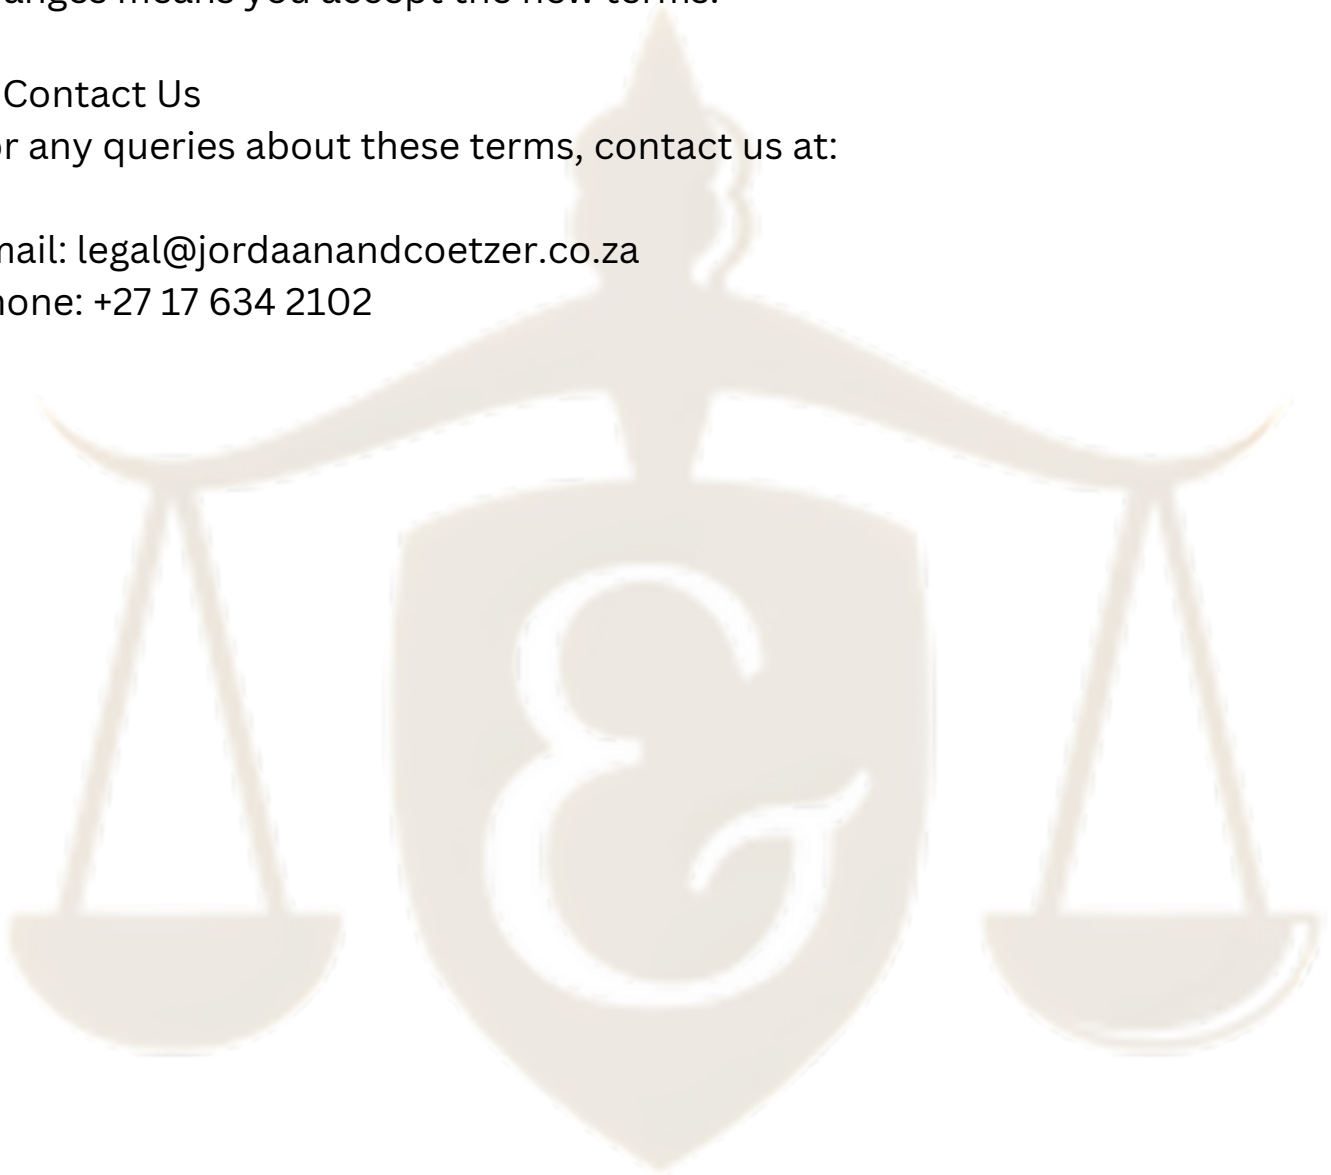 anges means you accept the new terms.
Contact Us
or any queries about these terms, contact us at:
mail: legal@jordaanandcoetzer.co.za
hone: +27 17 634 2102
&